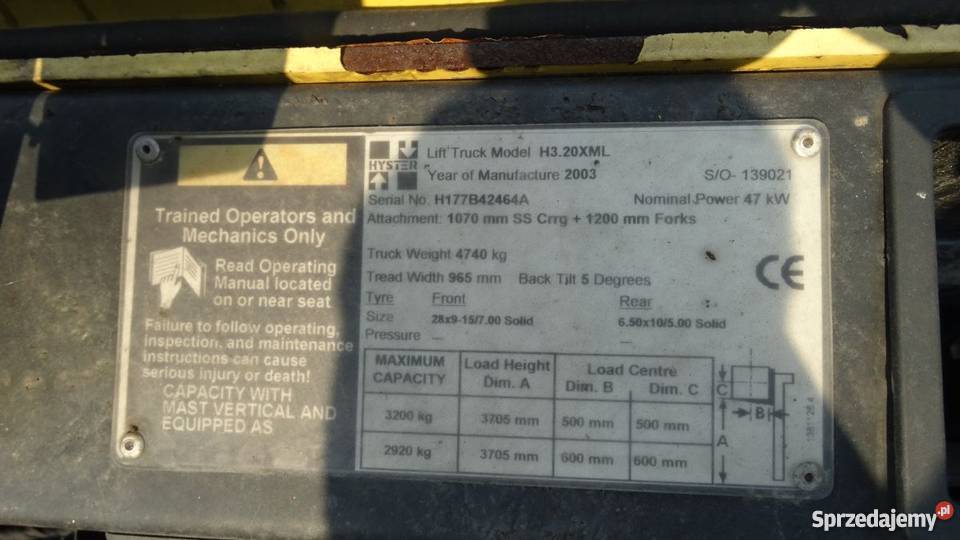 Trained Operators and
Mechanics Only
Read Operating
Manual located
on or near seat
Failure to follow operating,
inspection, and maintenance
instructions can cause
serious injury or death!
CAPACITY WITH
MAST VERTICAL AND
EQUIPPED AS
HYSTER
Lift Truck Model H3.20XML
Year of Manufacture 2003 S/O- 139021
Serial No. H177B42464A Nominal Power 47 kW
Attachment: 1070 mm SS Crrg + 1200 mm Forks
Truck Weight 4740 kg
Tread Width 965 mm Back Tilt 5 Degrees
CE
Tyre Front Rear
Size 28x9-15/7.00 Solid 6.50x10/5.00 Solid
Pressure — —
MAXIMUM CAPACITY Load Height Dim. A Load Centre Dim. B Dim. C
3200 kg 3705 mm 500 mm 500 mm
2920 kg 3705 mm 600 mm 600 mm
C
B
A
Sprzedajemy.pl